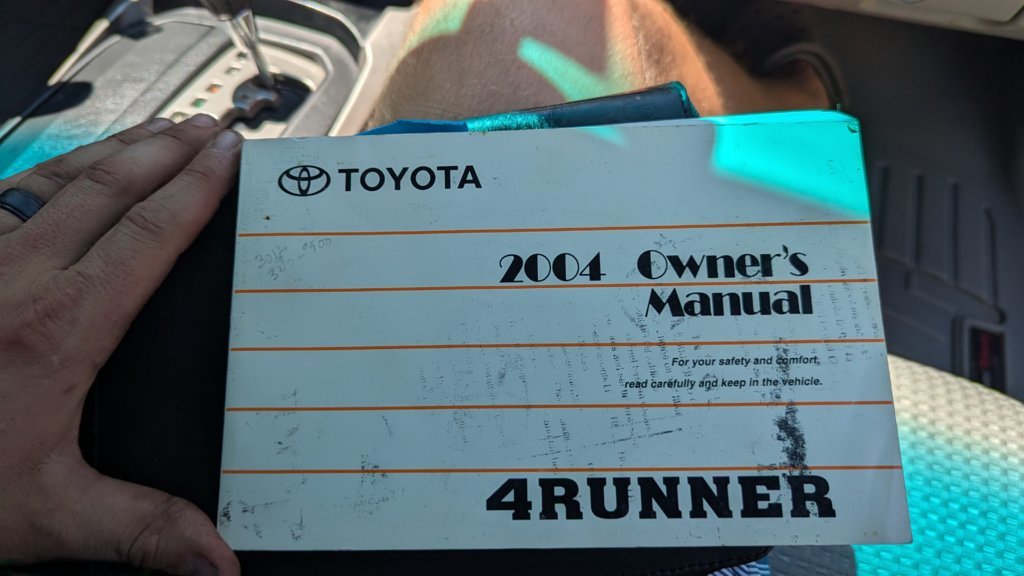 TOYOTA
2004 Owner's
Manual
For your safety and comfort,
read carefully and keep in the vehicle.
4RUNNER